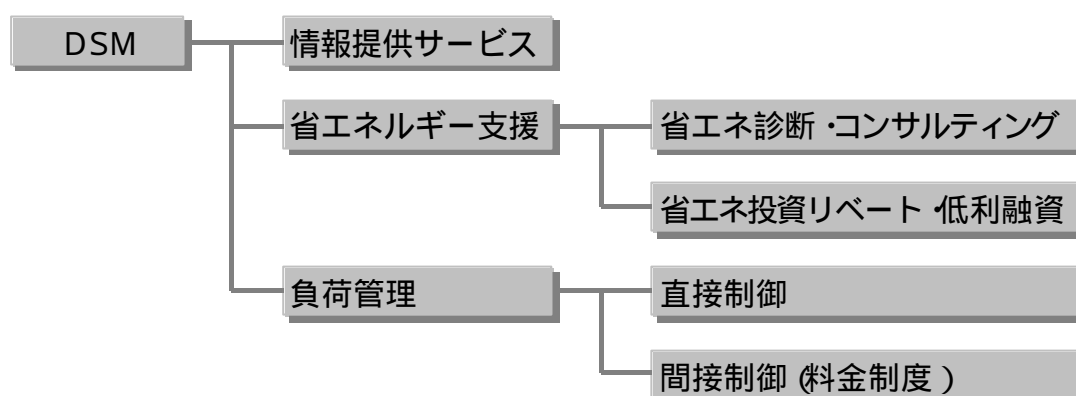 DSM
情報提供サービス
省エネルギー支援
省エネ診断・コンサルティング
省エネ投資リベート・低利融資
負荷管理
直接制御
間接制御(料金制度)